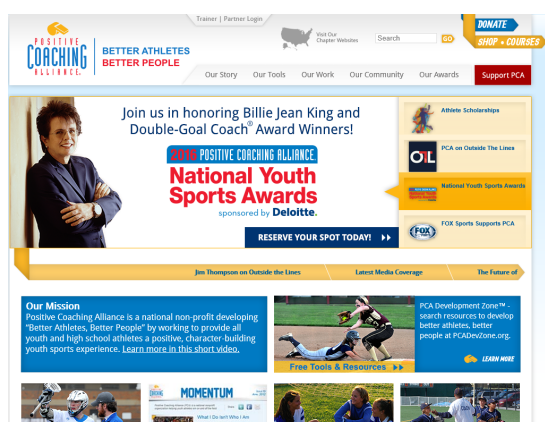 Trainer | Partner Login
Visit Our
Chapter Websites
Search
GO
DONATE
SHOP • COURSES
POSITIVE
COACHING
ALLIANCE
BETTER ATHLETES
BETTER PEOPLE
Our Story
Our Tools
Our Work
Our Community
Our Awards
Support PCA
Join us in honoring Billie Jean King and
Double-Goal Coach® Award Winners!
2016 POSITIVE COACHING ALLIANCE
National Youth
Sports Awards
sponsored by Deloitte.
RESERVE YOUR SPOT TODAY!
Athlete Scholarships
OTL
PCA on Outside The Lines
National Youth Sports Awards
FOX
FOX Sports Supports PCA
Jim Thompson on Outside the Lines
Latest Media Coverage
The Future of
Our Mission
Positive Coaching Alliance is a national non-profit developing
"Better Athletes, Better People" by working to provide all
youth and high school athletes a positive, character-building
youth sports experience. Learn more in this short video.
Free Tools & Resources
PCA Development Zone™ -
search resources to develop
better athletes, better
people at PCADevZone.org.
LEARN MORE
MOMENTUM
What I Do Isn't Who I Am